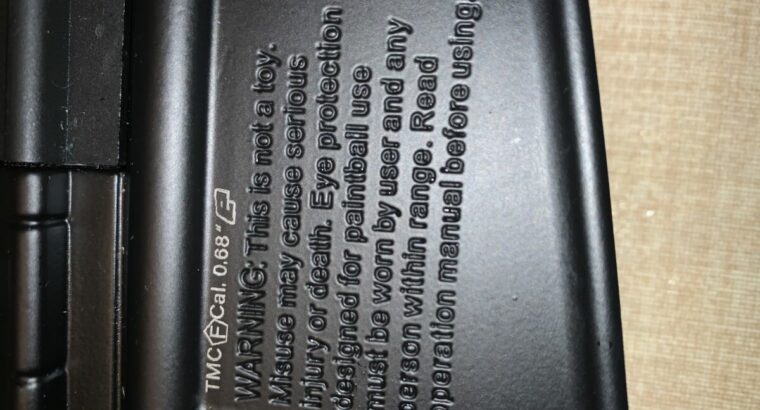 TMC F Cal. 0.68"
WARNING: This is not a toy.
Misuse may cause serious
injury or death. Eye protection
designed for paintball use
must be worn by user and any
person within range. Read
operation manual before using.